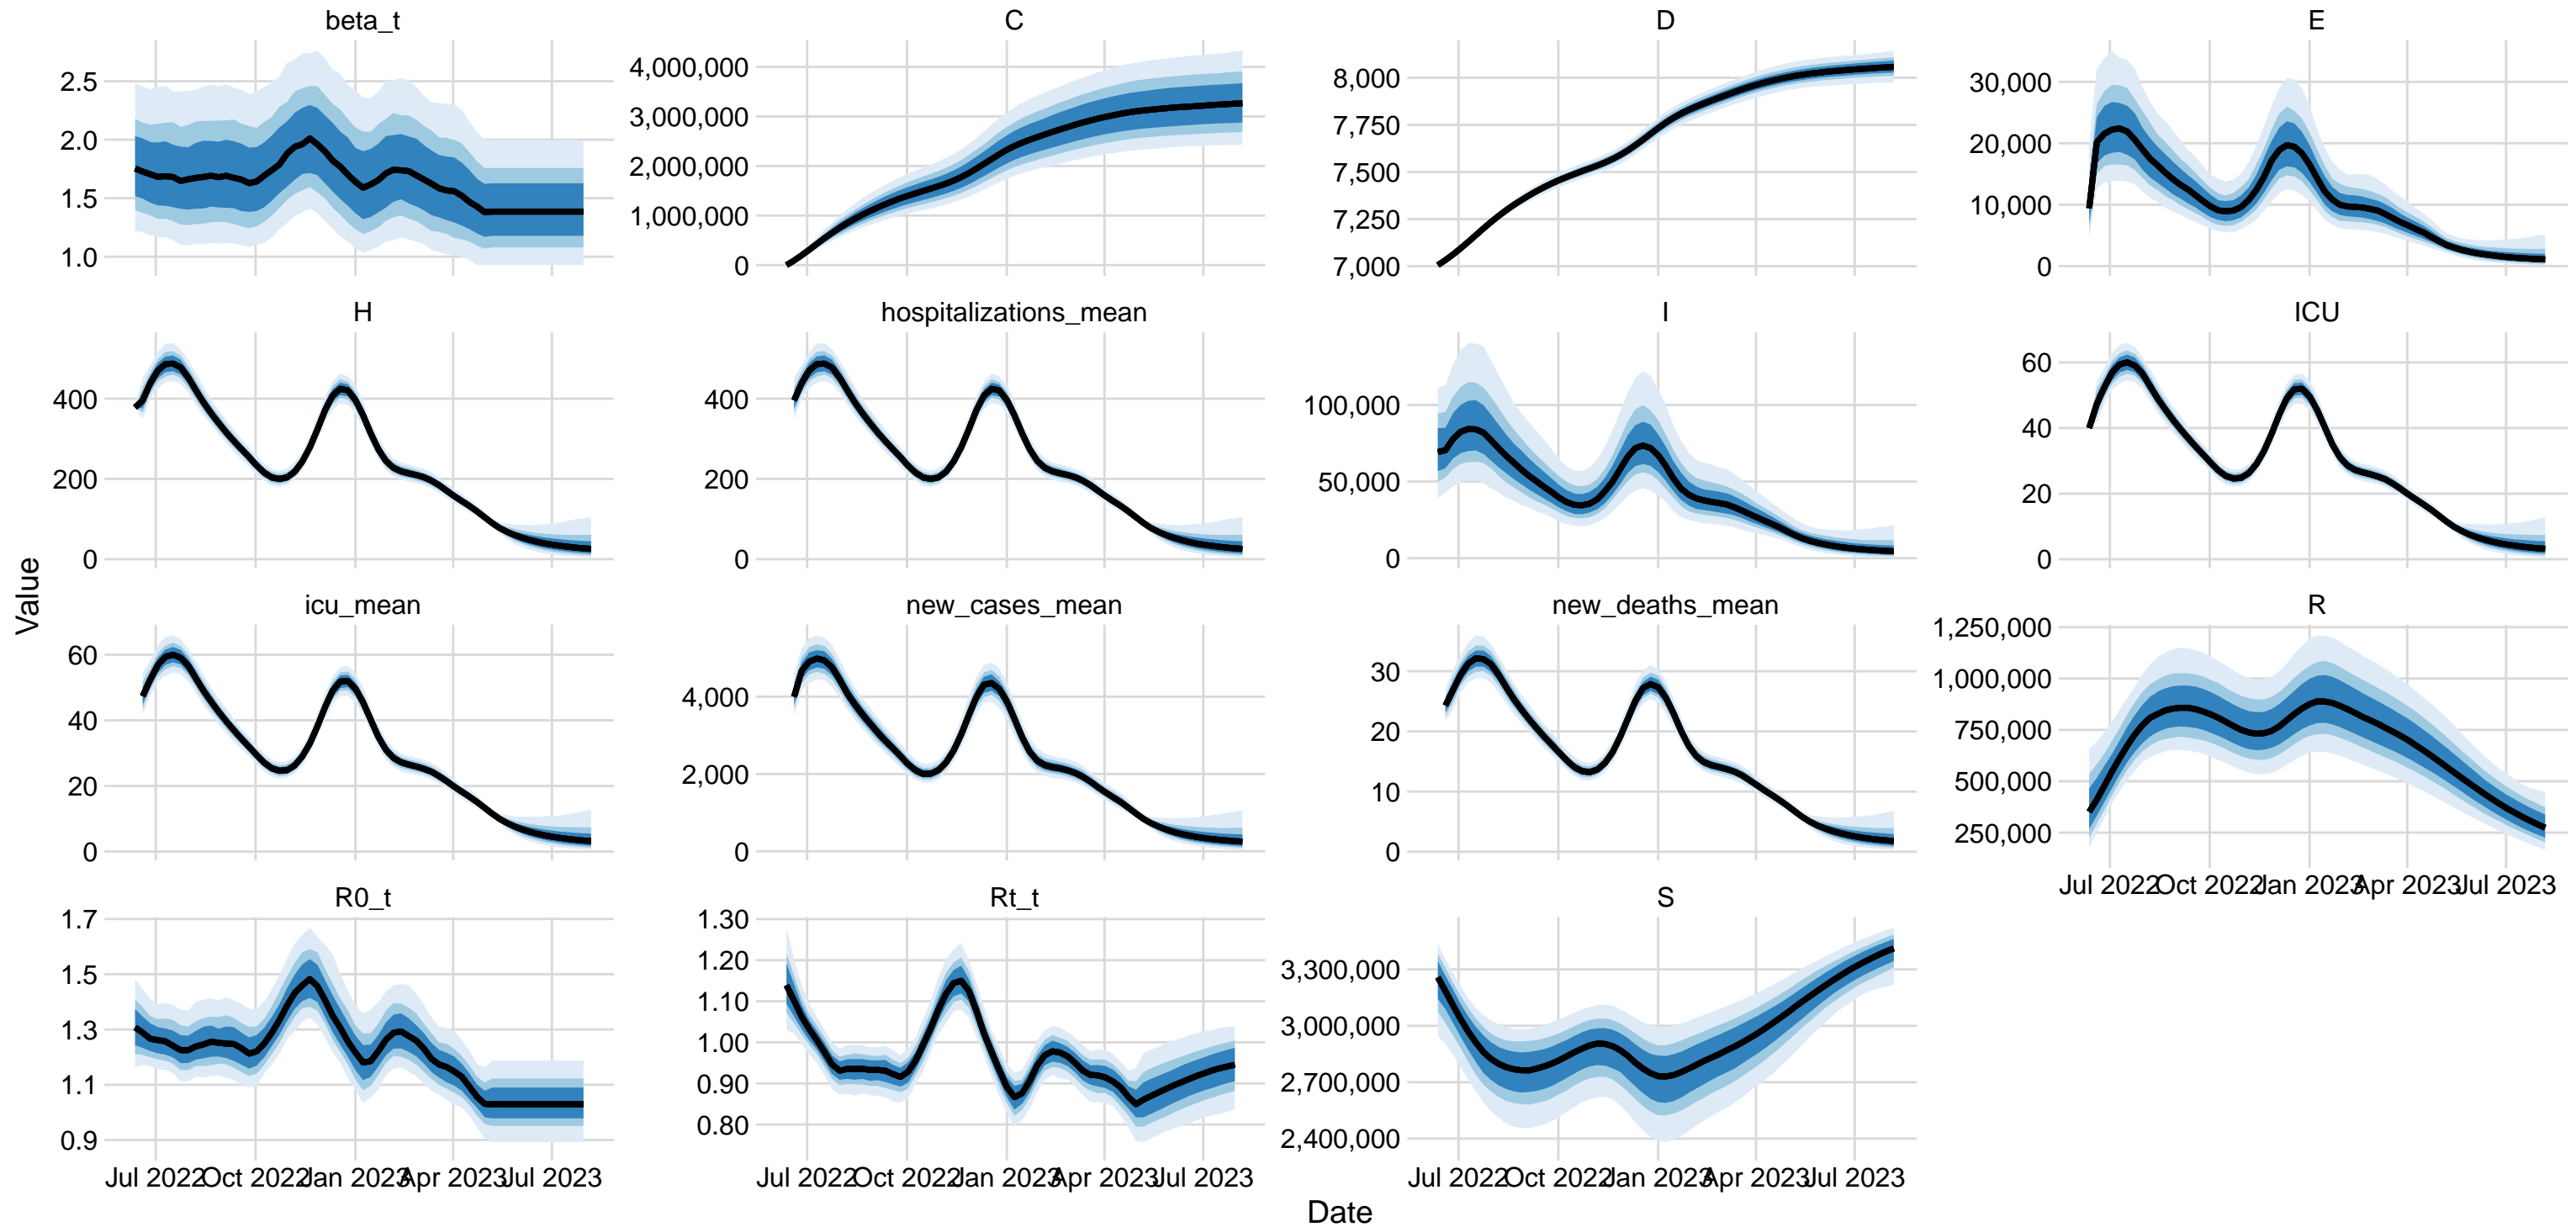 beta_t
C
D
E
2.5
2.0
1.5
1.0
4,000,000
3,000,000
2,000,000
1,000,000
0
8,000
7,750
7,500
7,250
7,000
30,000
20,000
10,000
0
H
hospitalizations_mean
I
ICU
400
200
0
400
200
0
100,000
50,000
0
60
40
20
0
Value
icu_mean
new_cases_mean
new_deaths_mean
R
60
40
20
0
4,000
2,000
0
30
20
10
0
1,250,000
1,000,000
750,000
500,000
250,000
Jul 2022 Oct 2022 Jan 2023 Apr 2023 Jul 2023
R0_t
Rt_t
S
1.7
1.5
1.3
1.1
0.9
1.30
1.20
1.10
1.00
0.90
0.80
3,300,000
3,000,000
2,700,000
2,400,000
Jul 2022 Oct 2022 Jan 2023 Apr 2023 Jul 2023
Jul 2022 Oct 2022 Jan 2023 Apr 2023 Jul 2023
Jul 2022 Oct 2022 Jan 2023 Apr 2023 Jul 2023
Date